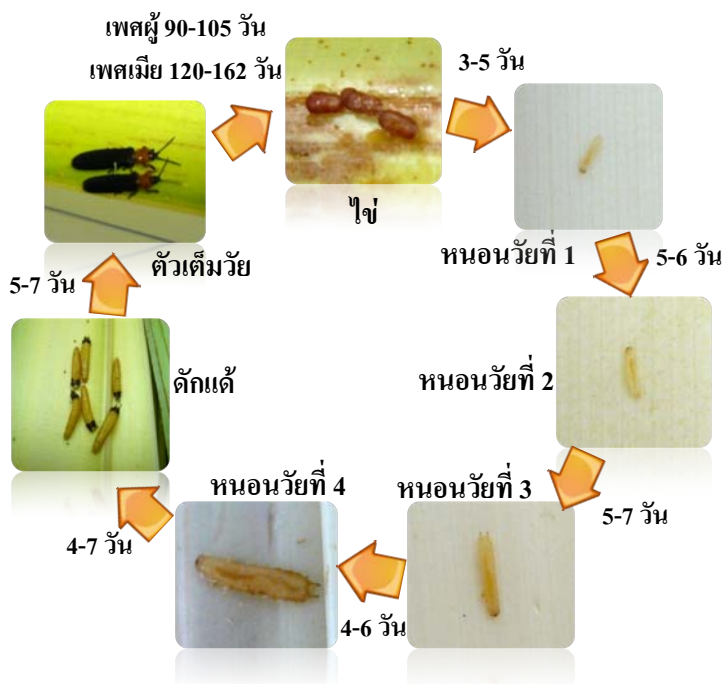 เพศผู้ 90-105 วัน
เพศเมีย 120-162 วัน
3-5 วัน
ไข่
หนอนวัยที่ 1
5-6 วัน
ตัวเต็มวัย
5-7 วัน
ดักแด้
หนอนวัยที่ 2
หนอนวัยที่ 4
หนอนวัยที่ 3
5-7 วัน
4-7 วัน
4-6 วัน